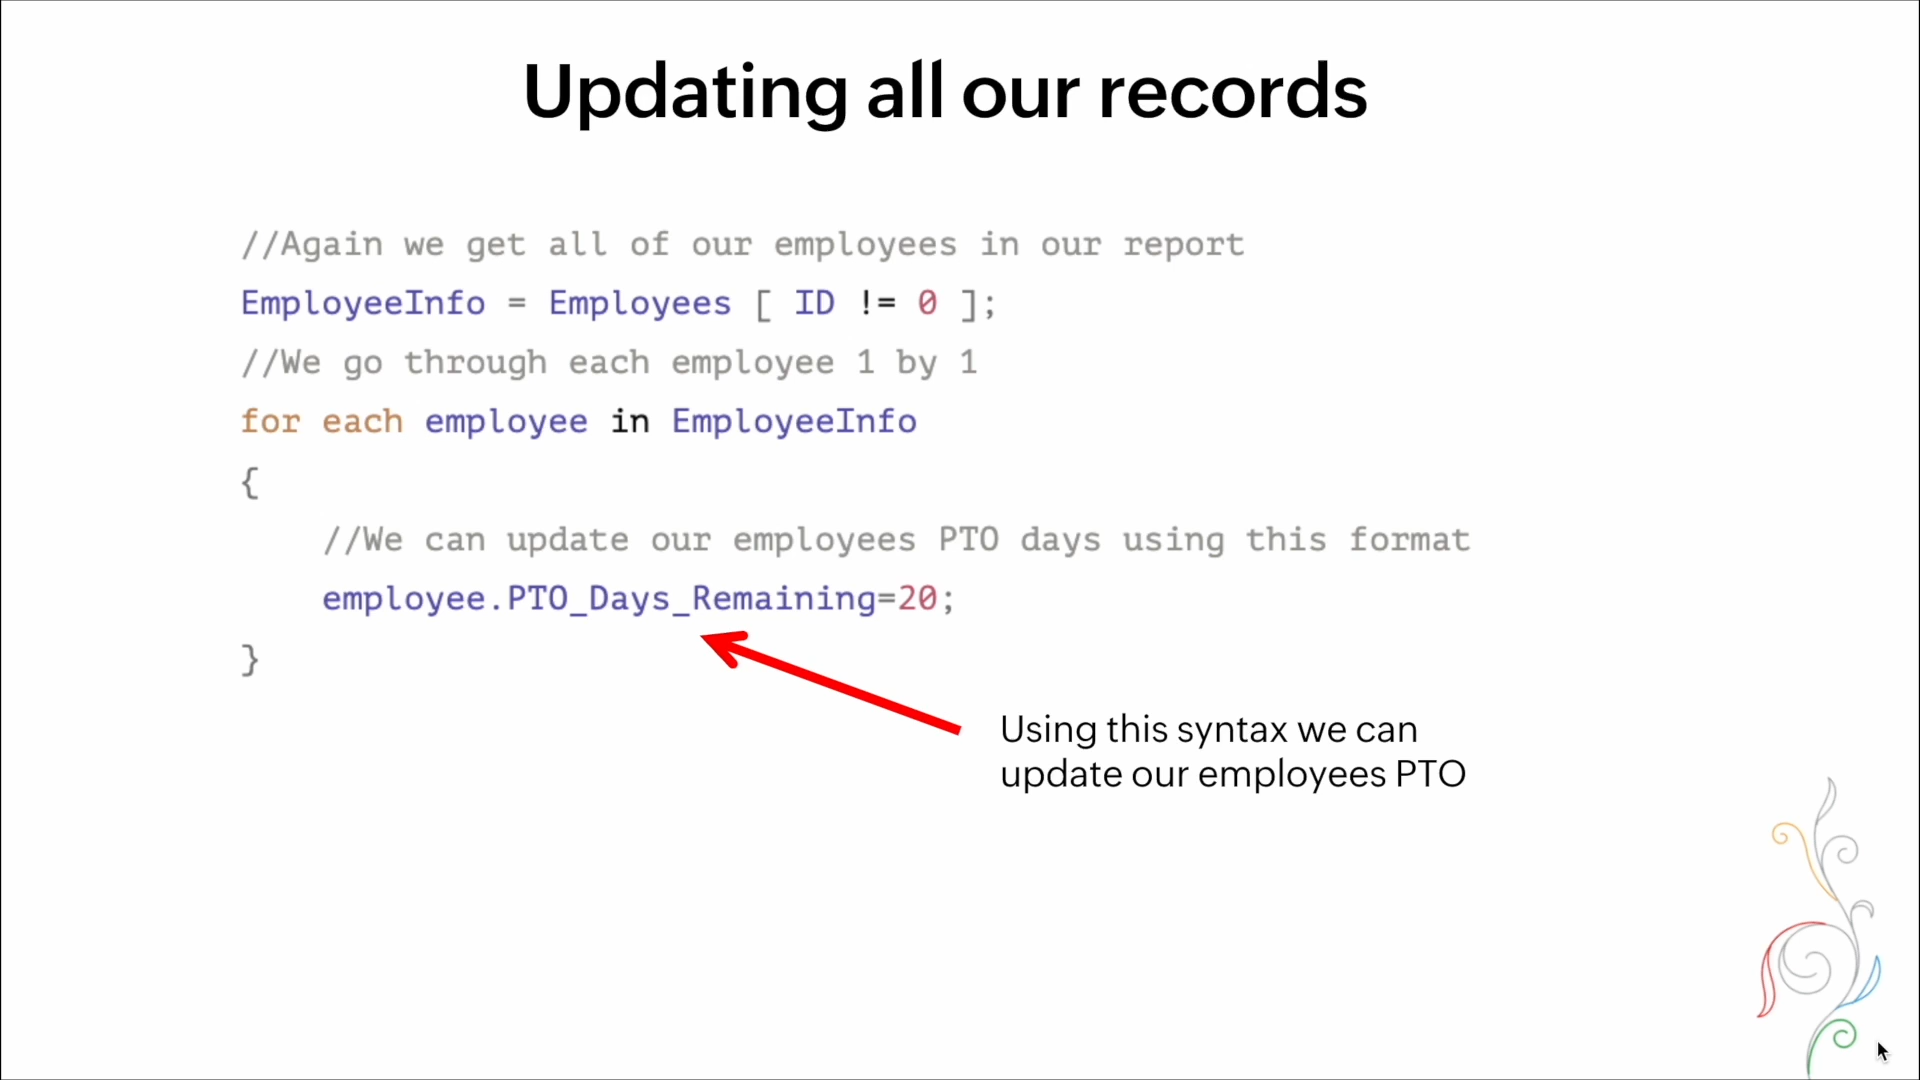 Updating all our records
//Again we get all of our employees in our report
EmployeeInfo = Employees [ ID != 0 ];
//We go through each employee 1 by 1
for each employee in EmployeeInfo
{
//We can update our employees PTO days using this format
employee.PTO_Days_Remaining=20;
}
Using this syntax we can
update our employees PTO